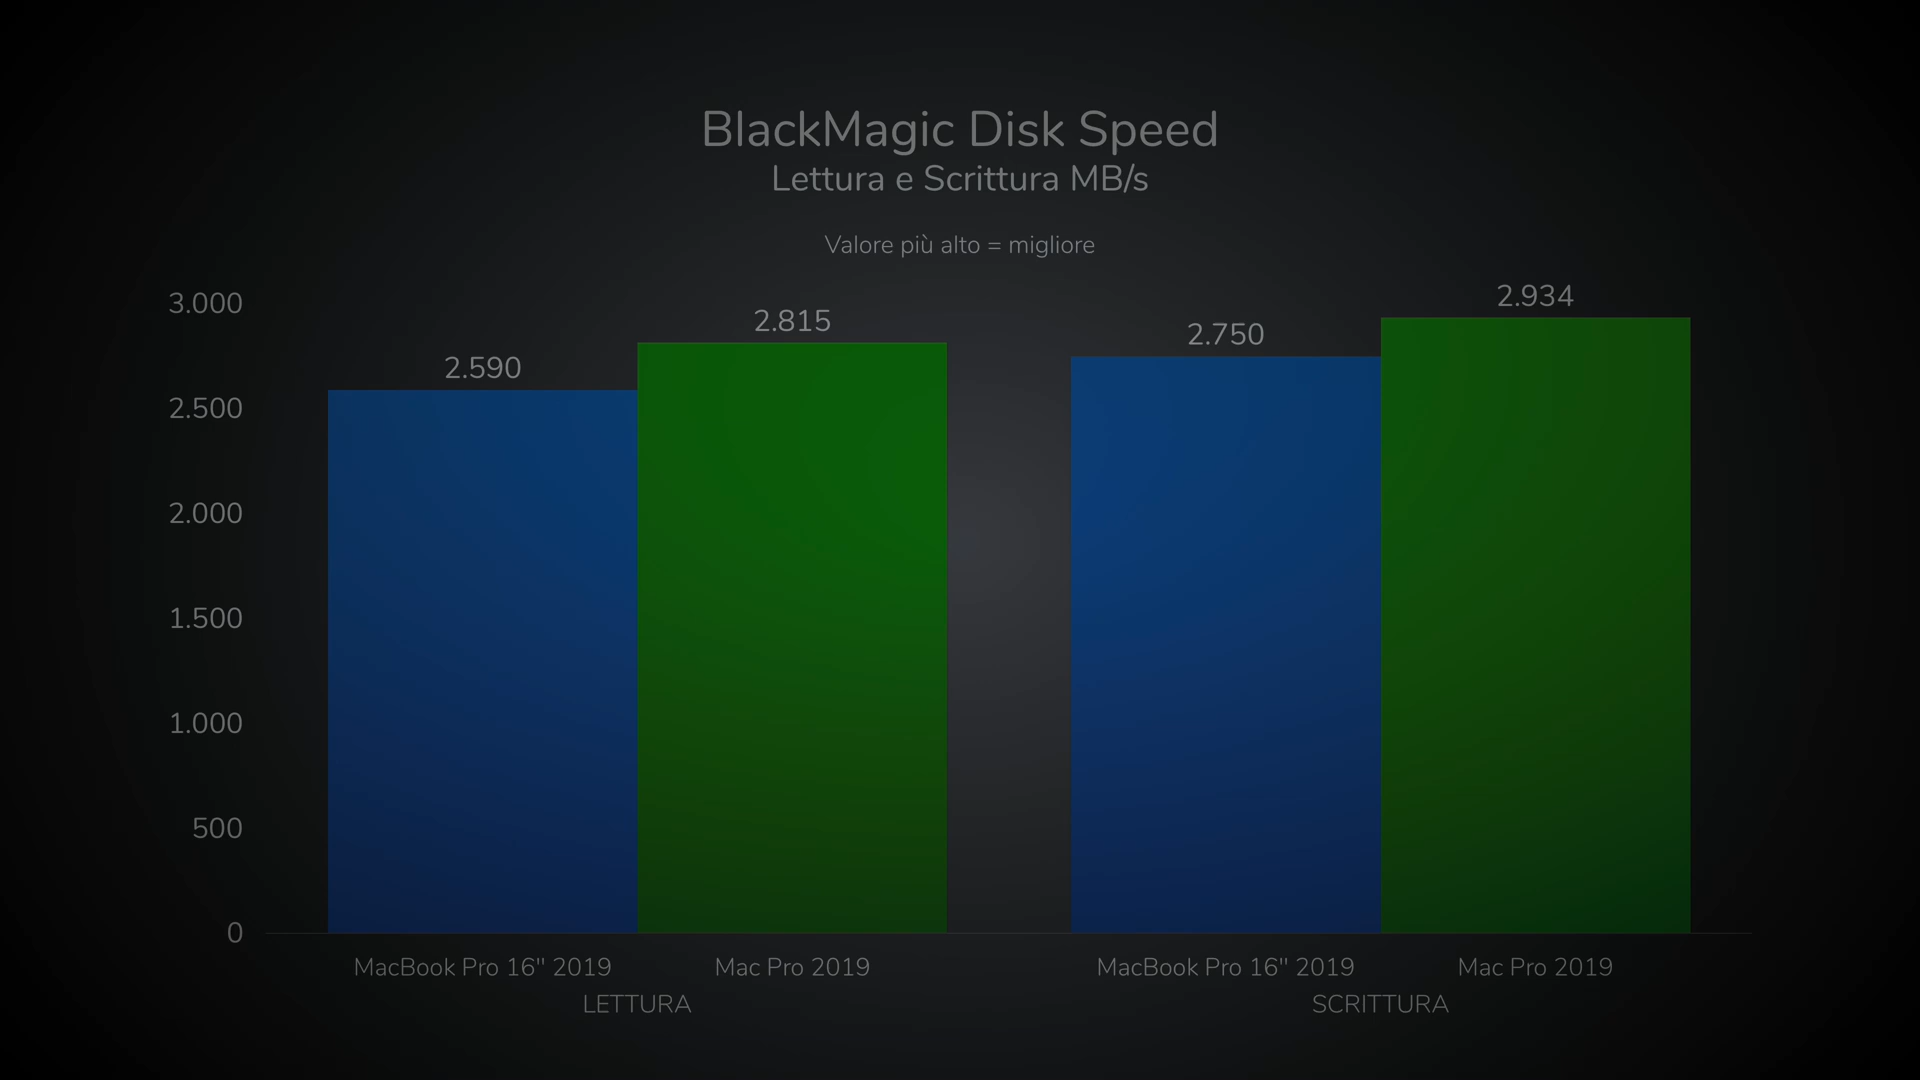 BlackMagic Disk Speed
Lettura e Scrittura MB/s
Valore più alto = migliore
3.000
2.500
2.000
1.500
1.000
500
0
2.590
2.815
2.750
2.934
MacBook Pro 16" 2019
Mac Pro 2019
MacBook Pro 16" 2019
Mac Pro 2019
LETTURA
SCRITTURA